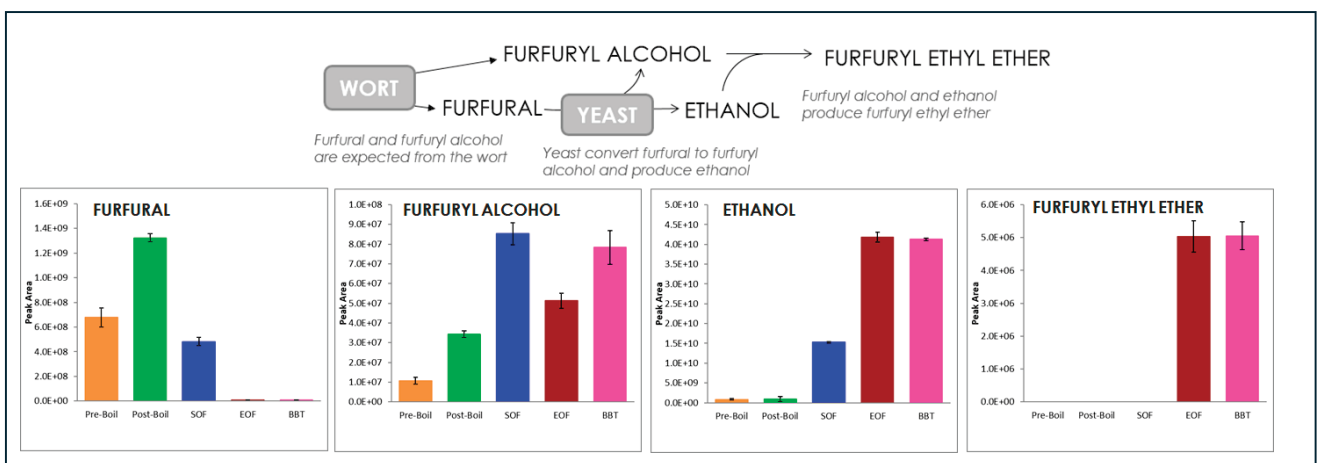 FURFURYL ALCOHOL
FURFURYL ETHYL ETHER
WORT
FURFURAL
YEAST
ETHANOL
Furfural and furfuryl alcohol
are expected from the wort
Yeast convert furfural to furfuryl
alcohol and produce ethanol
Furfuryl alcohol and ethanol
produce furfuryl ethyl ether
FURFURAL
Peak Area
1.6E+09
1.4E+09
1.2E+09
1.0E+09
8.0E+08
6.0E+08
4.0E+08
2.0E+08
0.0E+00
Pre-Boil Post-Boil SOF EOF BBT
FURFURYL ALCOHOL
Peak Area
1.0E+08
9.0E+07
8.0E+07
7.0E+07
6.0E+07
5.0E+07
4.0E+07
3.0E+07
2.0E+07
1.0E+07
0.0E+00
Pre-Boil Post-Boil SOF EOF BBT
ETHANOL
Peak Area
5.0E+10
4.5E+10
4.0E+10
3.5E+10
3.0E+10
2.5E+10
2.0E+10
1.5E+10
1.0E+10
5.0E+09
0.0E+00
Pre-Boil Post-Boil SOF EOF BBT
FURFURYL ETHYL ETHER
Peak Area
6.0E+06
5.0E+06
4.0E+06
3.0E+06
2.0E+06
1.0E+06
0.0E+00
Pre-Boil Post-Boil SOF EOF BBT